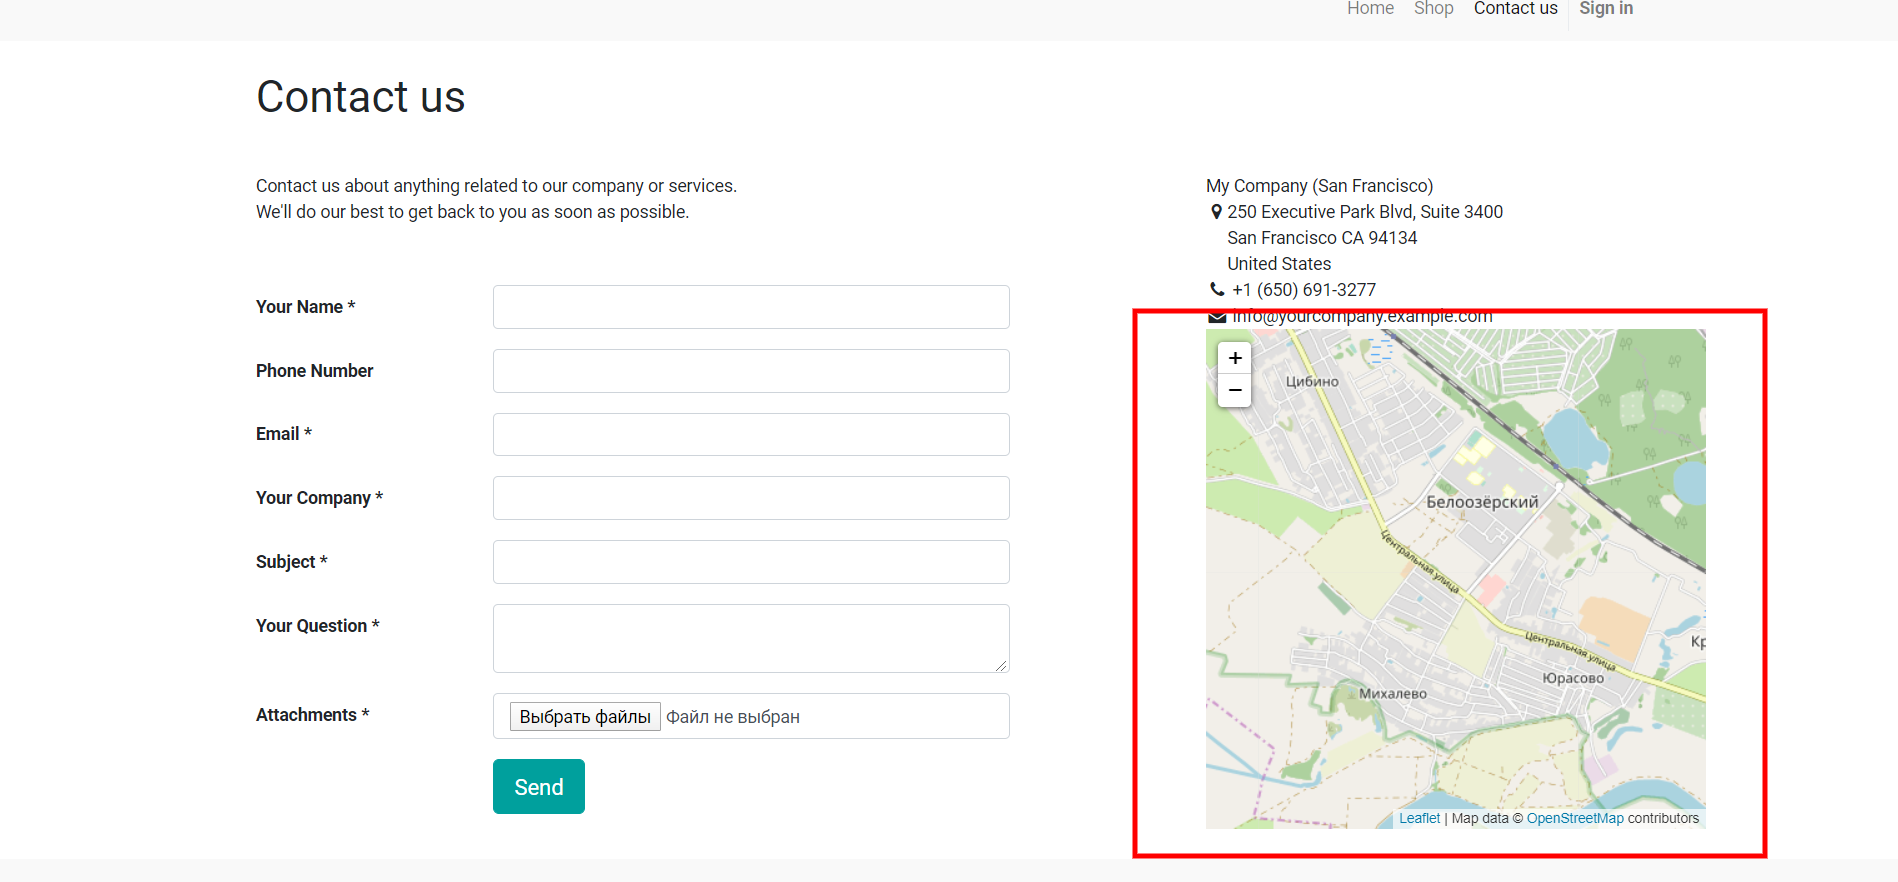 Home Shop Contact us Sign in
Contact us
Contact us about anything related to our company or services.
We'll do our best to get back to you as soon as possible.
My Company (San Francisco)
250 Executive Park Blvd, Suite 3400
San Francisco CA 94134
United States
+1 (650) 691-3277
info@yourcompany.example.com
Your Name *
Phone Number
Email *
Your Company *
Subject *
Your Question *
Attachments *
Выбрать файлы Файл не выбран
Send
+
−
Цибино
Белоозёрский
Центральная улица
Центральная улица
Кр
Юрасово
Михалево
Leaflet | Map data © OpenStreetMap contributors